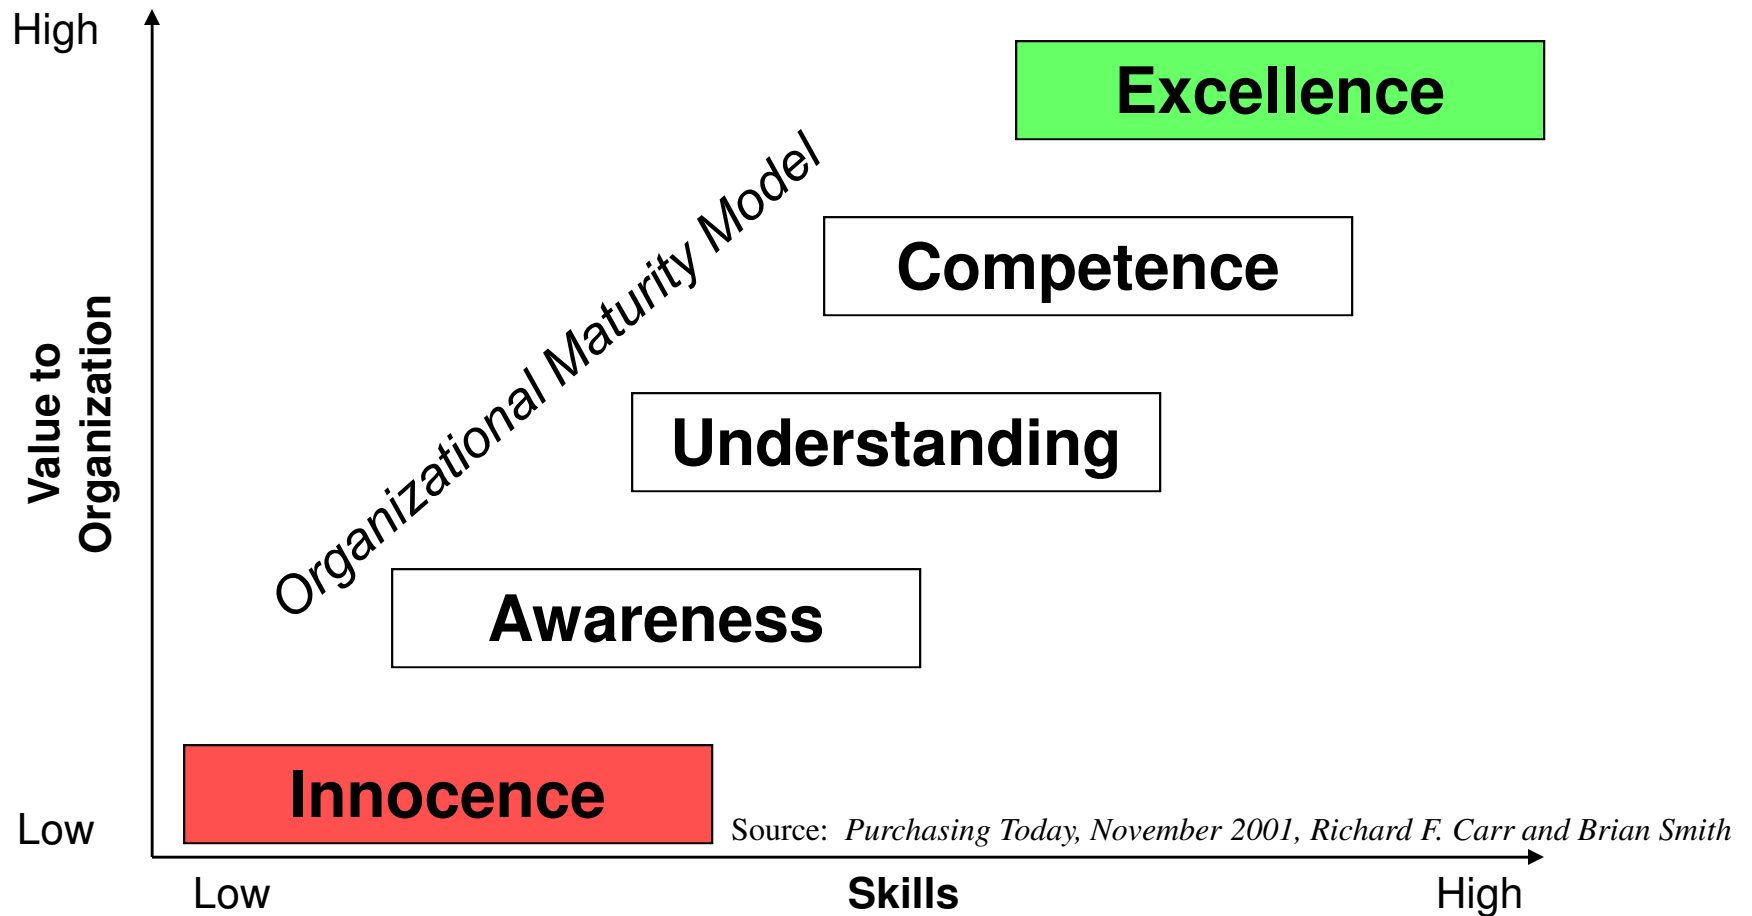 High
Excellence
Organizational Maturity Model
Competence
Value to
Organization
Understanding
Awareness
Innocence
Low
Source: Purchasing Today, November 2001, Richard F. Carr and Brian Smith
Low
Skills
High